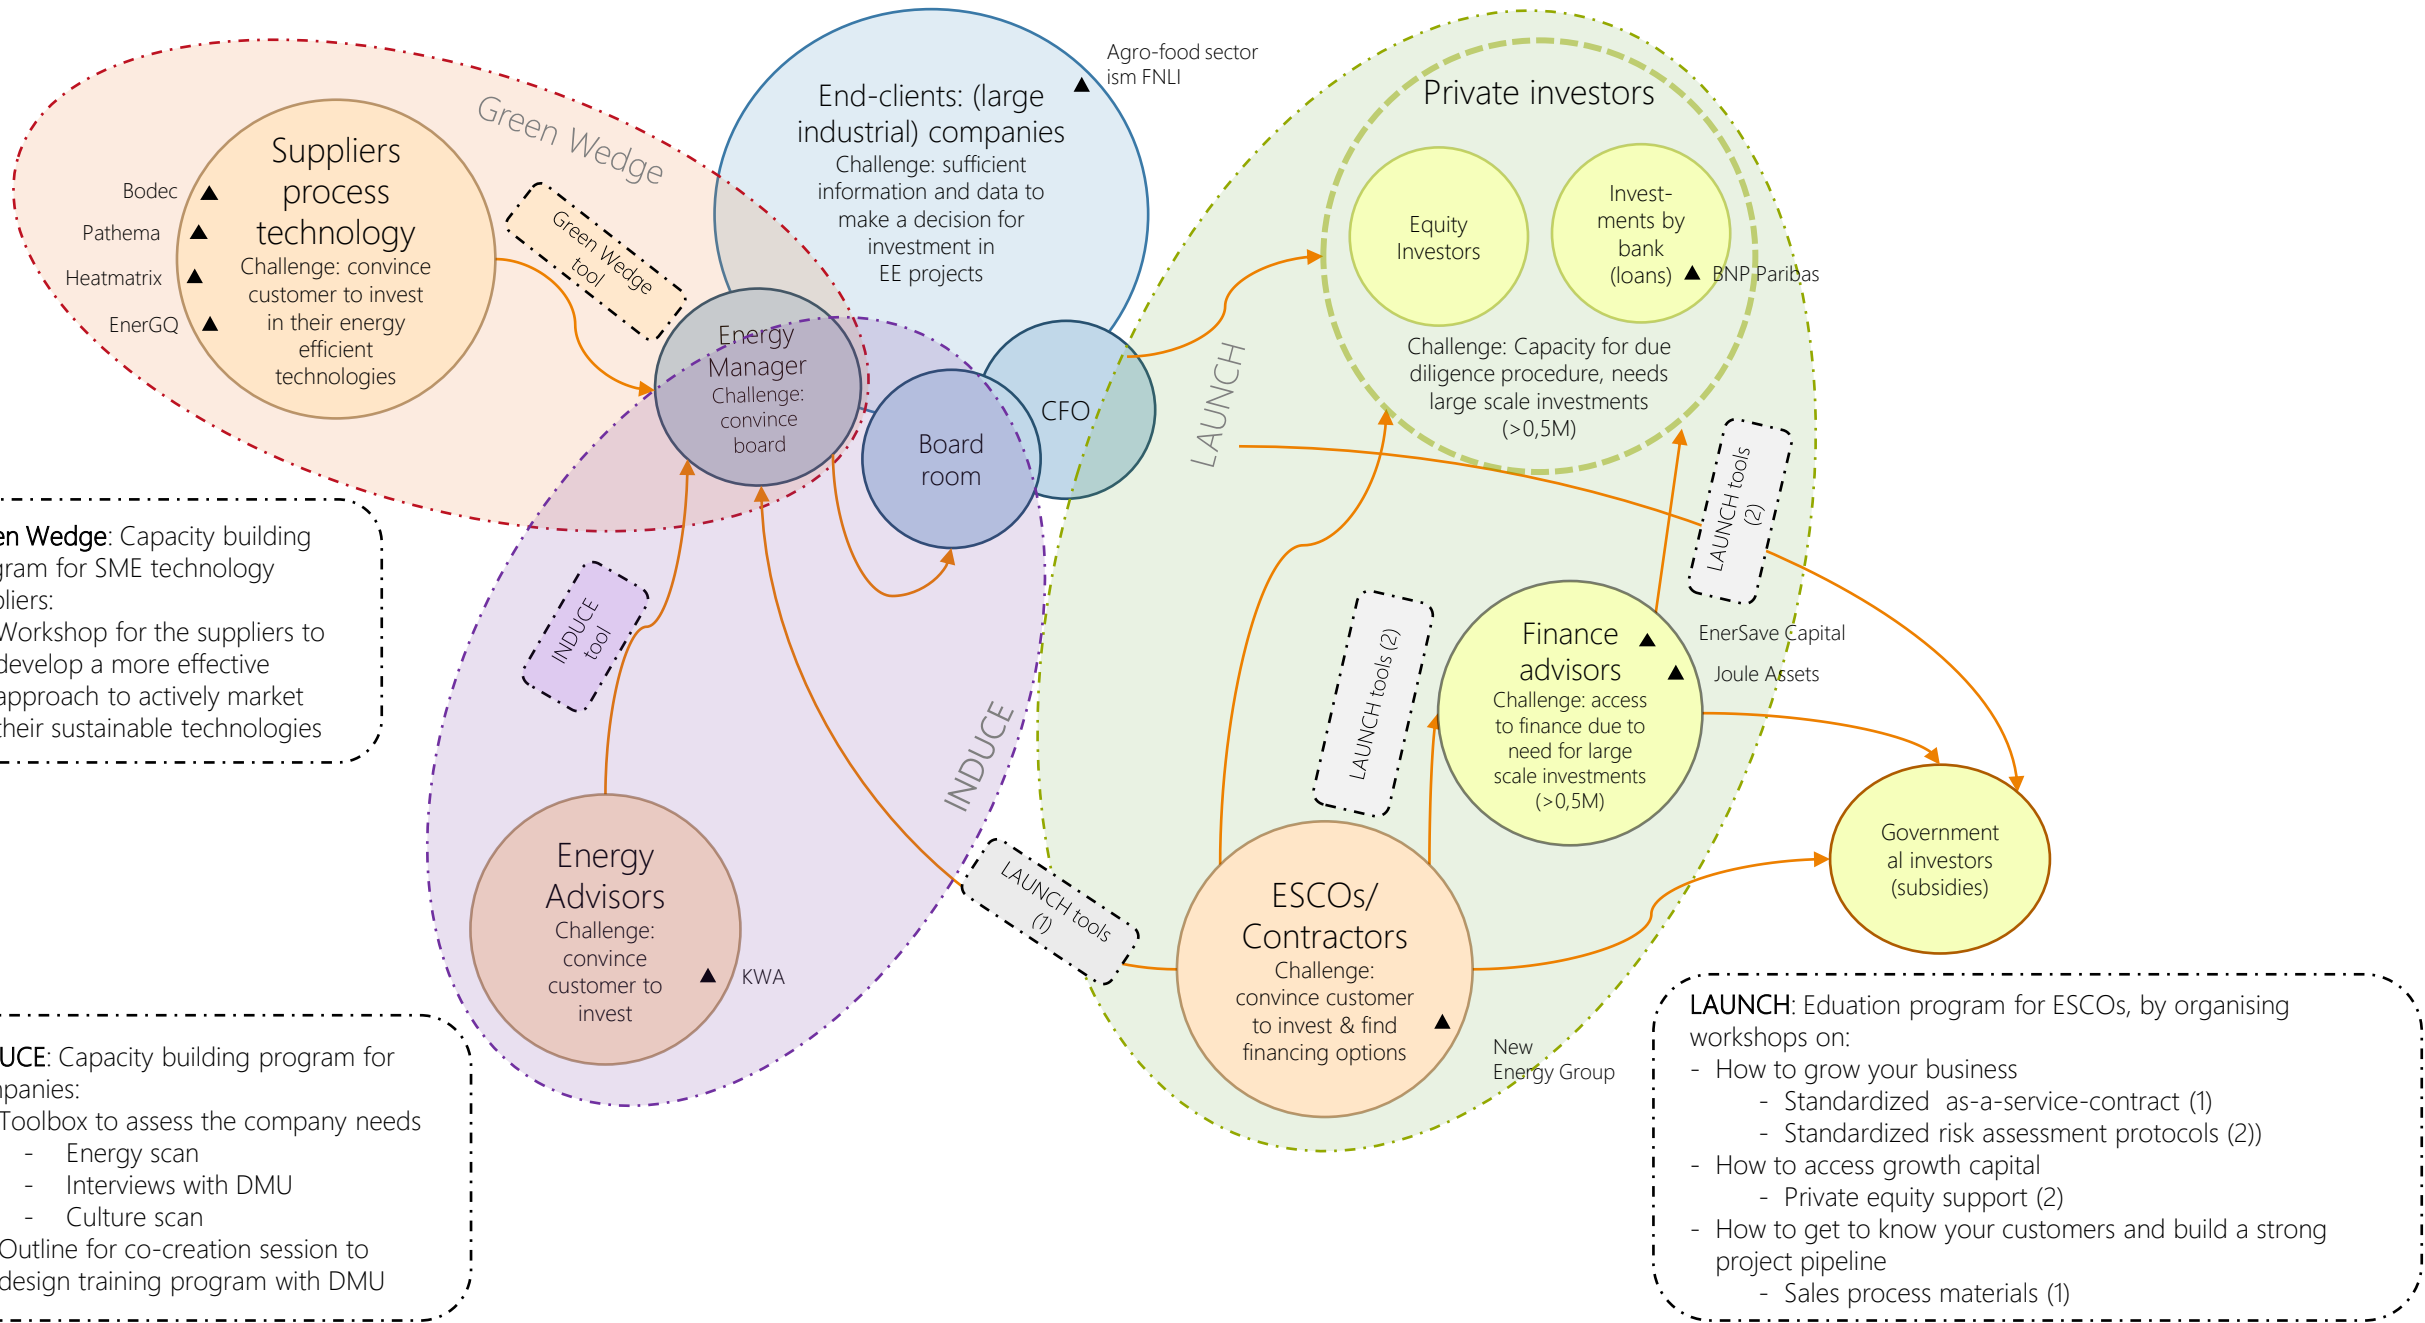 Green Wedge
Suppliers
process
technology
Challenge: convince
customer to invest
in their energy
efficient
technologies
Bodec
Pathema
Heatmatrix
EnerGQ
Green Wedge
tool
End-clients: (large
industrial) companies
Challenge: sufficient
information and data to
make a decision for
investment in
EE projects
Agro-food sector
ism FNLI
Energy
Manager
Challenge:
convince
board
Board
room
CFO
LAUNCH
Private investors
Equity
Investors
Invest-
ments by
bank
(loans)
BNP Paribas
Challenge: Capacity for due
diligence procedure, needs
large scale investments
(>0,5M)
LAUNCH tools
(2)
en Wedge: Capacity building
gram for SME technology
pliers:
Workshop for the suppliers to
develop a more effective
approach to actively market
their sustainable technologies
INDUCE
tool
INDUCE
LAUNCH tools (2)
Finance
advisors
Challenge: access
to finance due to
need for large
scale investments
(>0,5M)
EnerSave Capital
Joule Assets
Energy
Advisors
Challenge:
convince
customer to
invest
KWA
LAUNCH tools
(1)
ESCOs/
Contractors
Challenge:
convince customer
to invest & find
financing options
New
Energy Group
Government
al investors
(subsidies)
UCE: Capacity building program for
mpanies:
Toolbox to assess the company needs
- Energy scan
- Interviews with DMU
- Culture scan
Outline for co-creation session to
design training program with DMU
LAUNCH: Eduation program for ESCOs, by organising
workshops on:
- How to grow your business
- Standardized as-a-service-contract (1)
- Standardized risk assessment protocols (2))
- How to access growth capital
- Private equity support (2)
- How to get to know your customers and build a strong
project pipeline
- Sales process materials (1)